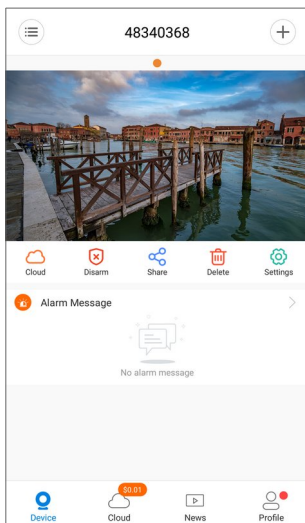 48340368
Cloud Disarm Share Delete Settings
Alarm Message
No alarm message
$0.01
Device Cloud News Profile